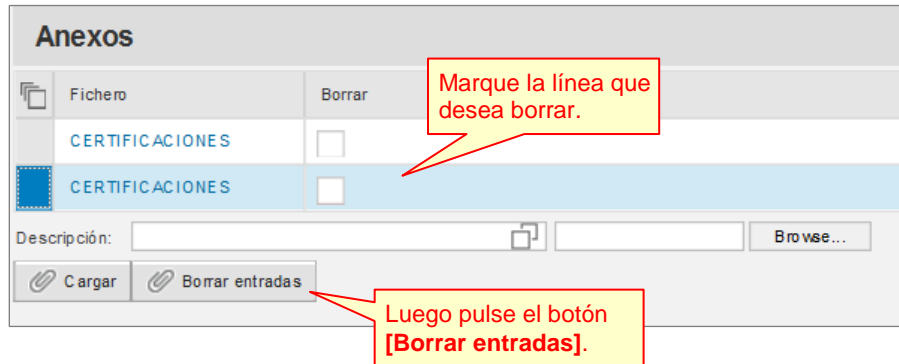 Anexos
Fichero Borrar
Marque la línea que
desea borrar.
CERTIFICACIONES
CERTIFICACIONES
Descripción: Browse...
Cargar Borrar entradas
Luego pulse el botón
[Borrar entradas].